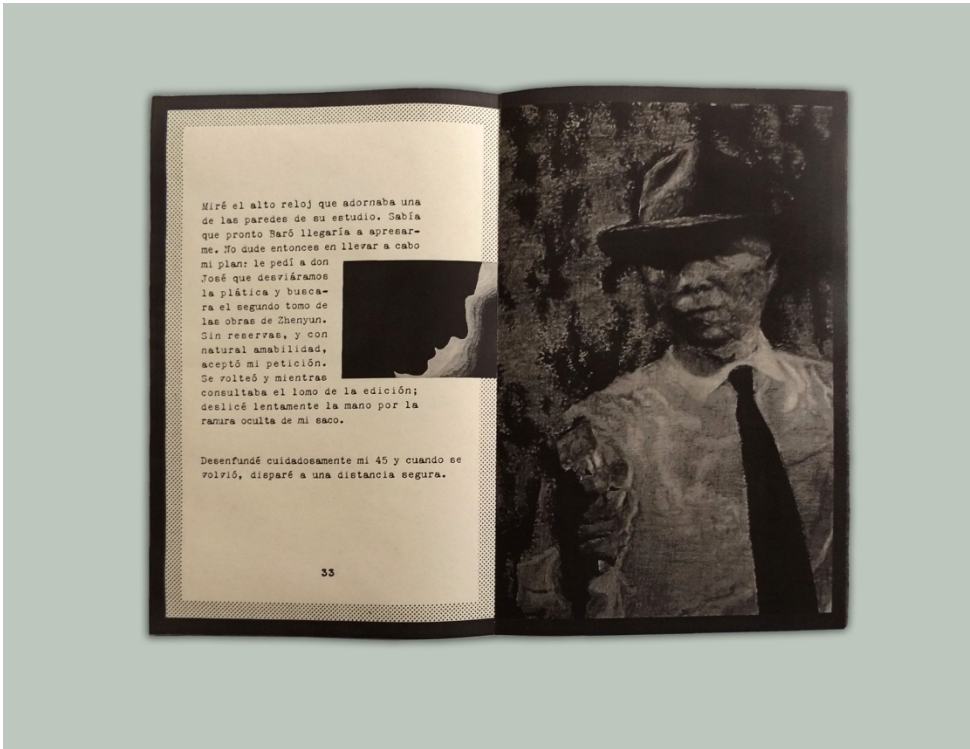 Miré el alto reloj que adornaba una
de las paredes de su estudio. Sabía
que pronto Baró llegaría a apresar-
me. No dude entonces en llevar a cabo
mi plan: le pedí a don
José que desviáramos
la plática y busca-
ra el segundo tomo de
las obras de Zhenyun.
Sin reservas, y con
natural amabilidad,
aceptó mi petición.
Se volteó y mientras
consultaba el lomo de la edición;
deslicé lentamente la mano por la
ranura oculta de mi saco.
Desenfundé cuidadosamente mi 45 y cuando se
volvió, disparé a una distancia segura.
33